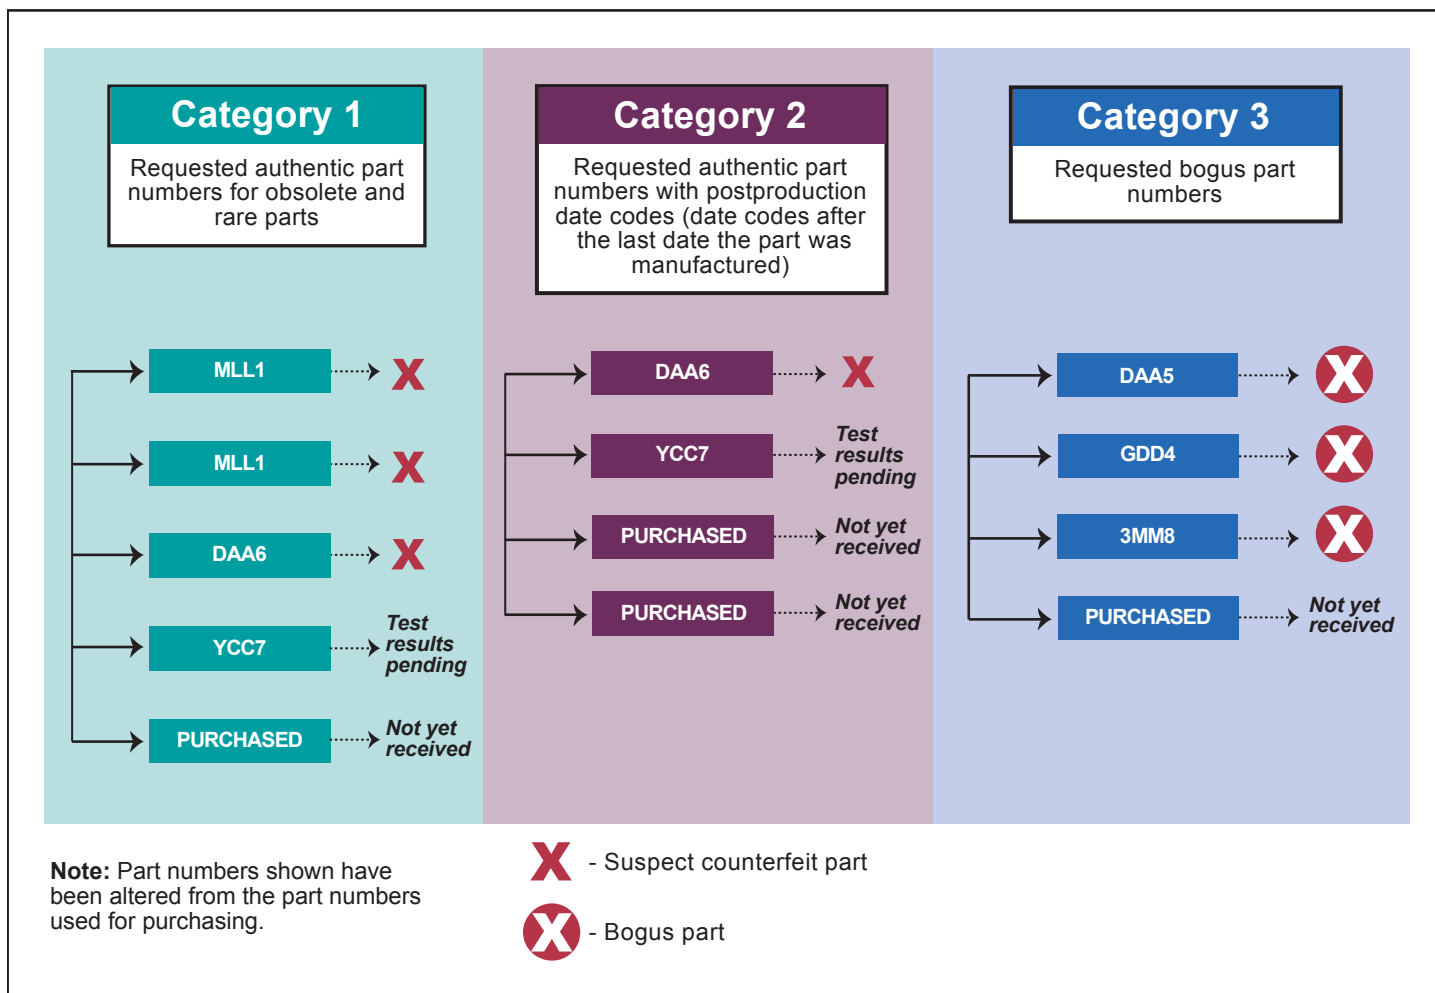 Category 1
Requested authentic part
numbers for obsolete and
rare parts
MLL1
X
MLL1
X
DAA6
X
YCC7
Test
results
pending
PURCHASED
Not yet
received
Category 2
Requested authentic part
numbers with postproduction
date codes (date codes after
the last date the part was
manufactured)
DAA6
X
YCC7
Test
results
pending
PURCHASED
Not yet
received
PURCHASED
Not yet
received
Category 3
Requested bogus part
numbers
DAA5
X
GDD4
X
3MM8
X
PURCHASED
Not yet
received
Note: Part numbers shown have
been altered from the part numbers
used for purchasing.
X - Suspect counterfeit part
X - Bogus part